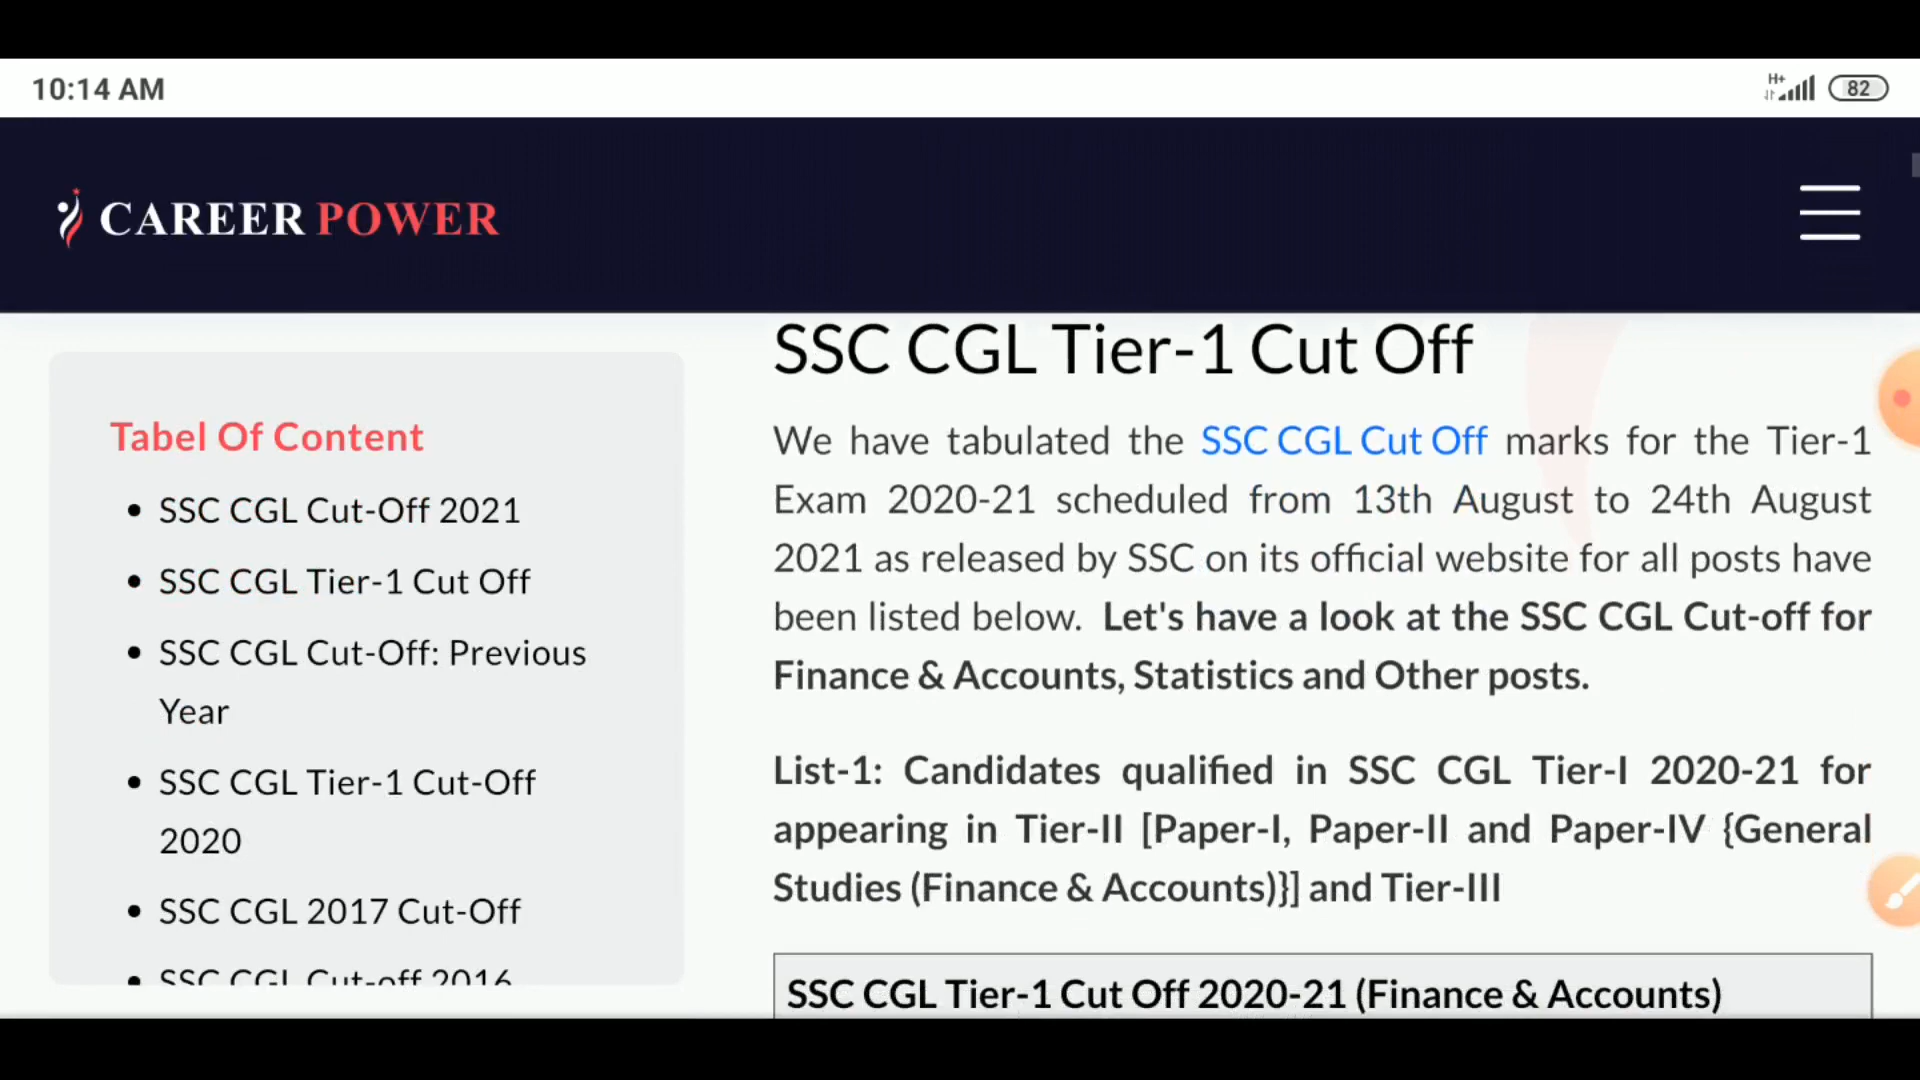 10:14 AM
H+
82
CAREER POWER
Tabel Of Content
SSC CGL Cut-Off 2021
SSC CGL Tier-1 Cut Off
SSC CGL Cut-Off: Previous
Year
SSC CGL Tier-1 Cut-Off
2020
SSC CGL 2017 Cut-Off
SSC CGL Cut-off 2016
SSC CGL Tier-1 Cut Off
We have tabulated the SSC CGL Cut Off marks for the Tier-1
Exam 2020-21 scheduled from 13th August to 24th August
2021 as released by SSC on its official website for all posts have
been listed below. Let's have a look at the SSC CGL Cut-off for
Finance & Accounts, Statistics and Other posts.
List-1: Candidates qualified in SSC CGL Tier-I 2020-21 for
appearing in Tier-II [Paper-I, Paper-II and Paper-IV {General
Studies (Finance & Accounts)}] and Tier-III
SSC CGL Tier-1 Cut Off 2020-21 (Finance & Accounts)